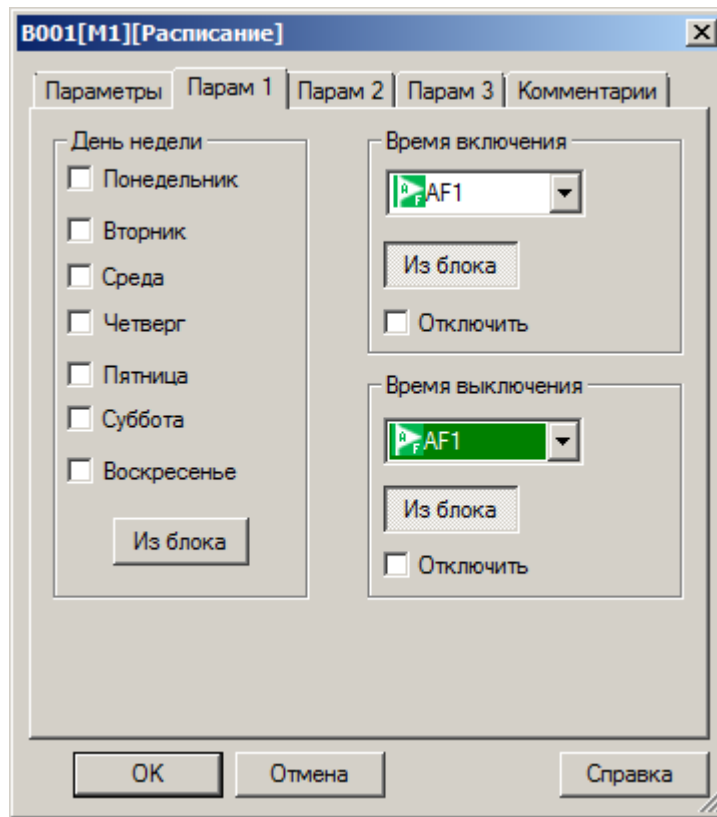 B001[M1][Расписание]
Параметры Парам 1 Парам 2 Парам 3 Комментарии
День недели
Понедельник
Вторник
Среда
Четверг
Пятница
Суббота
Воскресенье
Из блока
Время включения
AF1
Из блока
Отключить
Время выключения
AF1
Из блока
Отключить
OK Отмена Справка